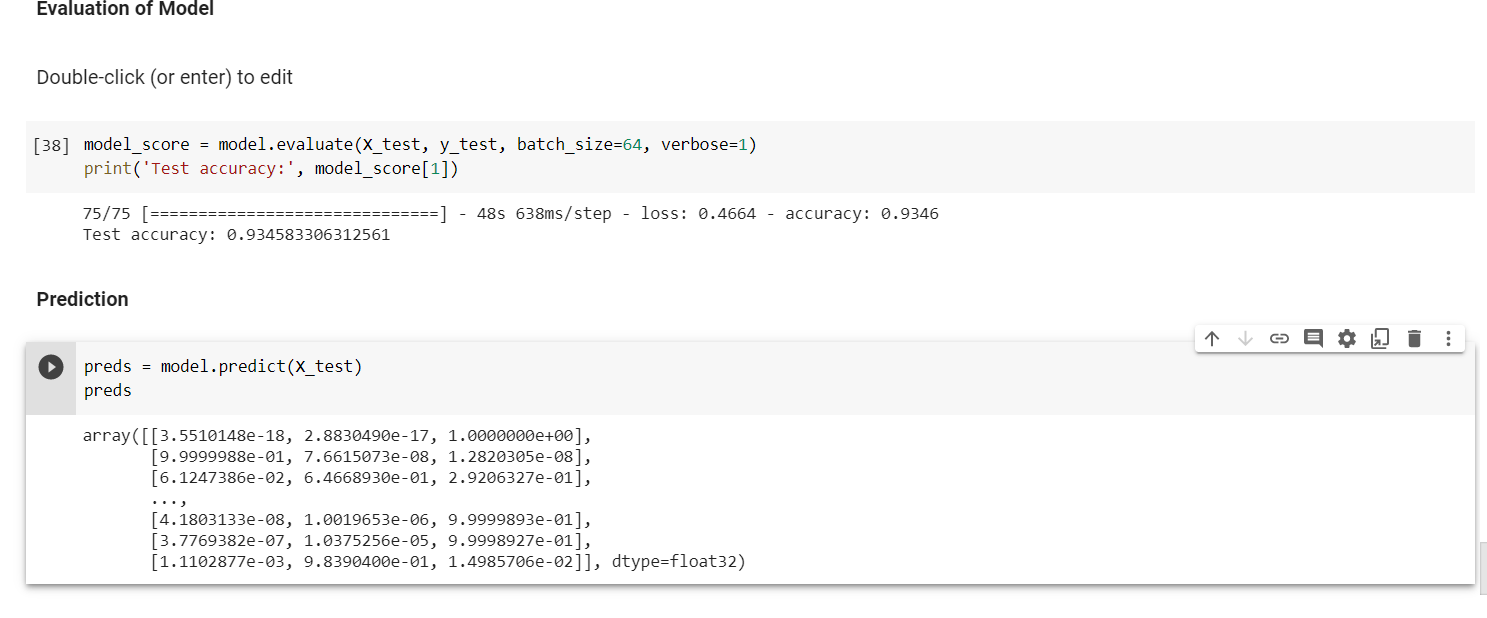 Evaluation of Model
Double-click (or enter) to edit
[38] model_score = model.evaluate(X_test, y_test, batch_size=64, verbose=1)
print('Test accuracy:', model_score[1])
75/75 [==============================] - 48s 638ms/step - loss: 0.4664 - accuracy: 0.9346
Test accuracy: 0.934583306312561
Prediction
preds = model.predict(X_test)
preds
array([[3.5510148e-18, 2.8830490e-17, 1.0000000e+00],
[9.9999988e-01, 7.6615073e-08, 1.2820305e-08],
[6.1247386e-02, 6.4668930e-01, 2.9206327e-01],
...,
[4.1803133e-08, 1.0019653e-06, 9.9999893e-01],
[3.7769382e-07, 1.0375256e-05, 9.9998927e-01],
[1.1102877e-03, 9.8390400e-01, 1.4985706e-02]], dtype=float32)